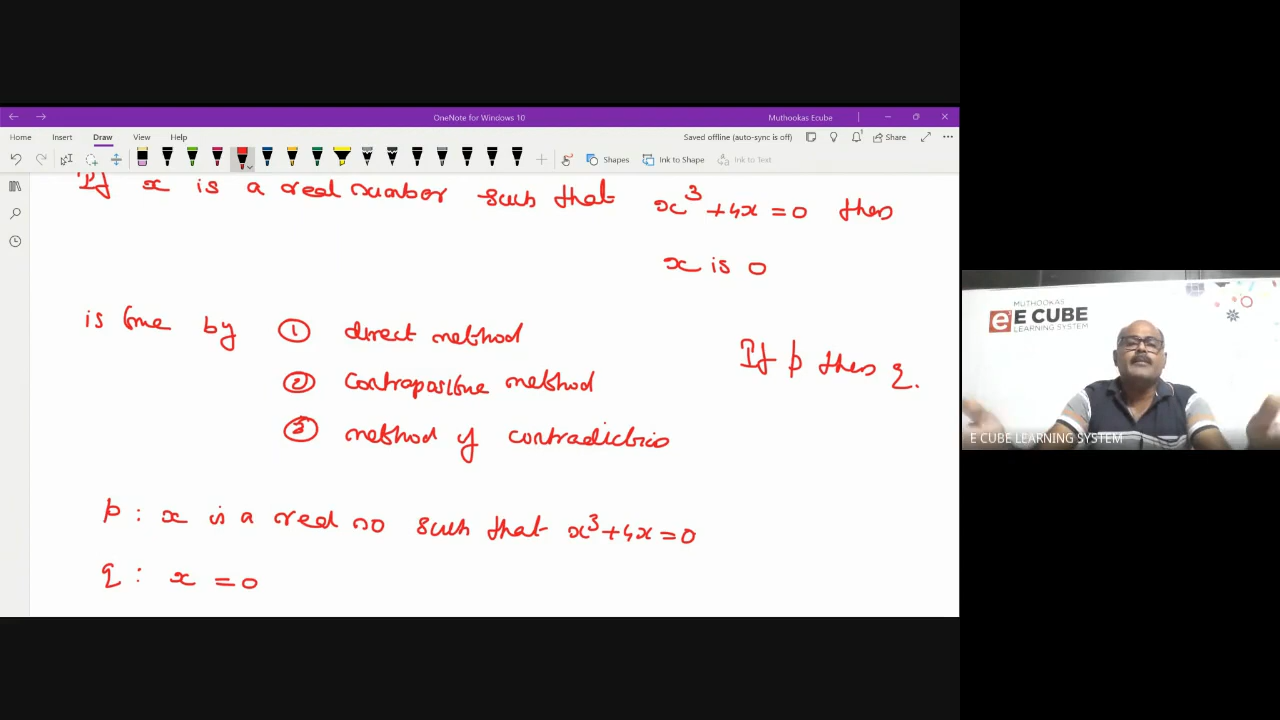 OneNote for Windows 10
Muthookas Ecube
Home Insert Draw View Help
Saved offline (auto-sync is off)
Share
Shapes
Ink to Shape
Ink to Text
If x is a real number such that x³ + 4x = 0 then
x is 0
is true by ① direct method
② contrapositive method
③ method of contradiction
If p then q.
p : x is a real no such that x³ + 4x = 0
q : x = 0
MUTHOOKAS
E CUBE
LEARNING SYSTEM
E CUBE LEARNING SYSTEM